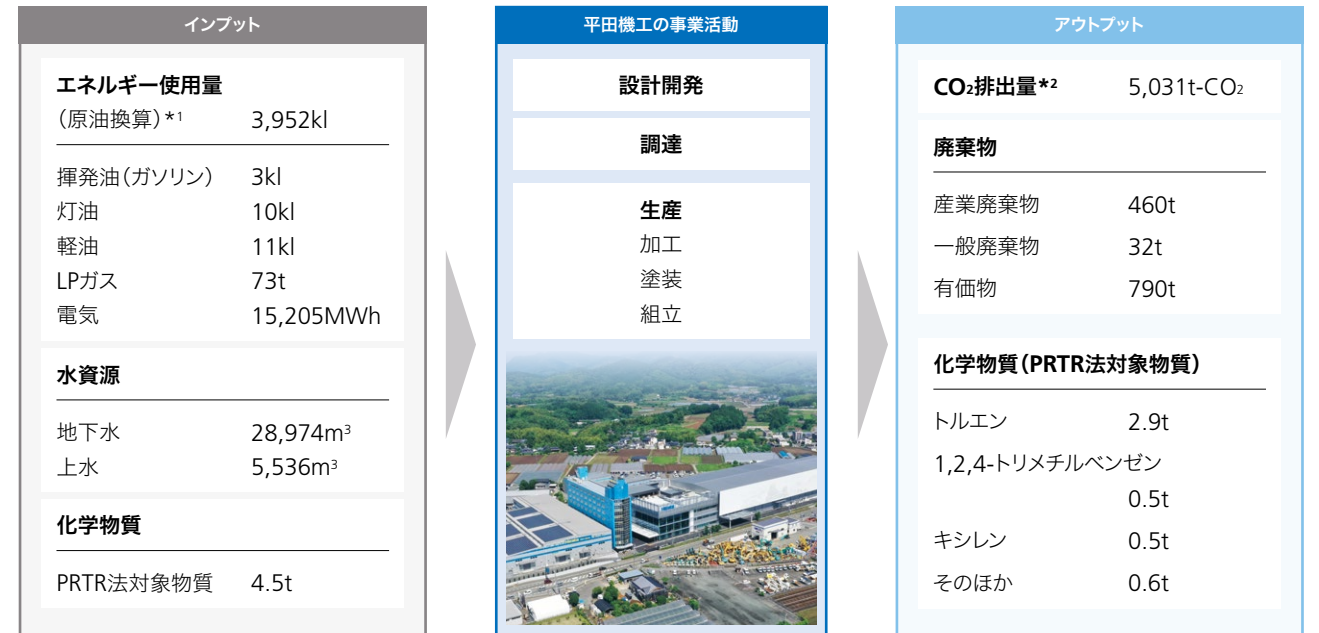 インプット
エネルギー使用量
（原油換算）*1 3,952kl
揮発油（ガソリン） 3kl
灯油 10kl
軽油 11kl
LPガス 73t
電気 15,205MWh
水資源
地下水 28,974m³
上水 5,536m³
化学物質
PRTR法対象物質 4.5t
平田機工の事業活動
設計開発
調達
生産
加工
塗装
組立
アウトプット
CO₂排出量*² 5,031t-CO₂
廃棄物
産業廃棄物 460t
一般廃棄物 32t
有価物 790t
化学物質（PRTR法対象物質）
トルエン 2.9t
1,2,4-トリメチルベンゼン
0.5t
キシレン 0.5t
そのほか 0.6t